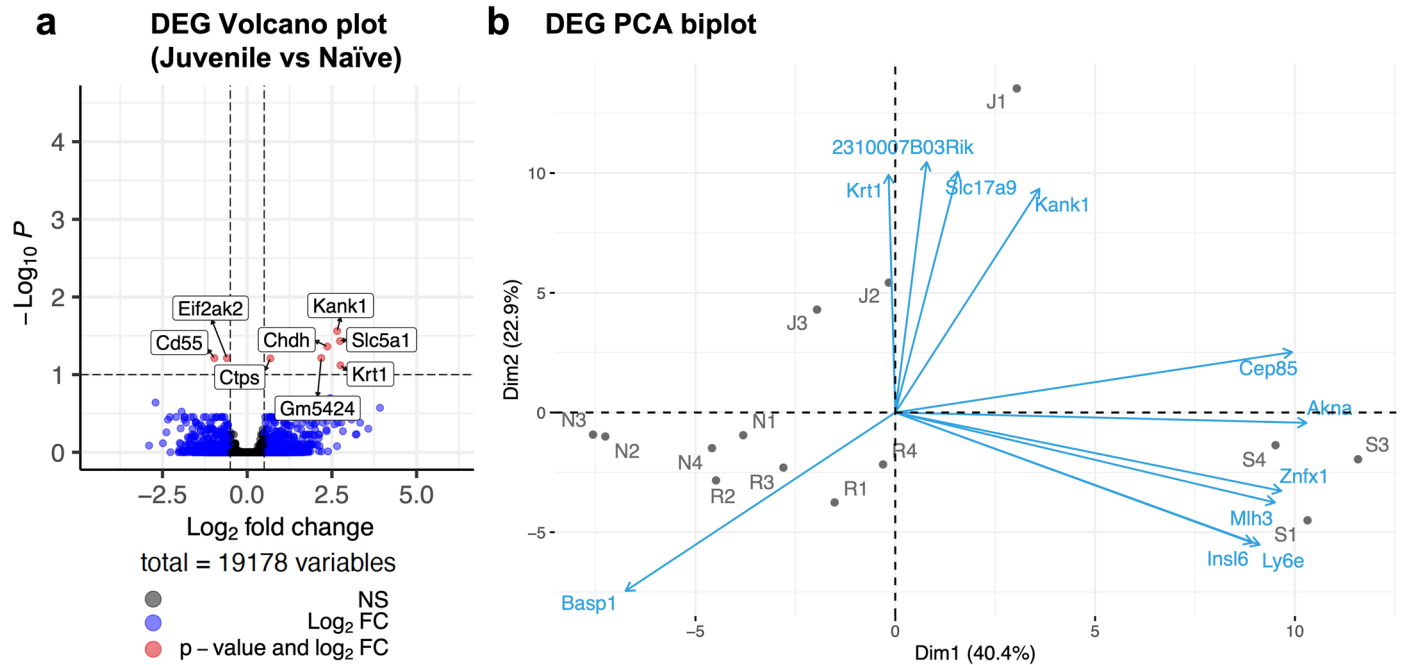 a
DEG Volcano plot
(Juvenile vs Naïve)
−Log10 P
4
3
2
1
0
Eif2ak2
Kank1
Cd55
Chdh
Slc5a1
Ctps
Krt1
Gm5424
−2.5
0.0
2.5
5.0
Log2 fold change
total = 19178 variables
NS
Log2 FC
p − value and log2 FC
b
DEG PCA biplot
Dim2 (22.9%)
10
5
0
−5
J1
2310007B03Rik
Krt1
Slc17a9
Kank1
J2
J3
Cep85
Akna
N3
N1
N2
N4
R4
S3
S4
R3
R2
R1
Znfx1
Mlh3
S1
Insl6
Ly6e
Basp1
−5
0
5
10
Dim1 (40.4%)